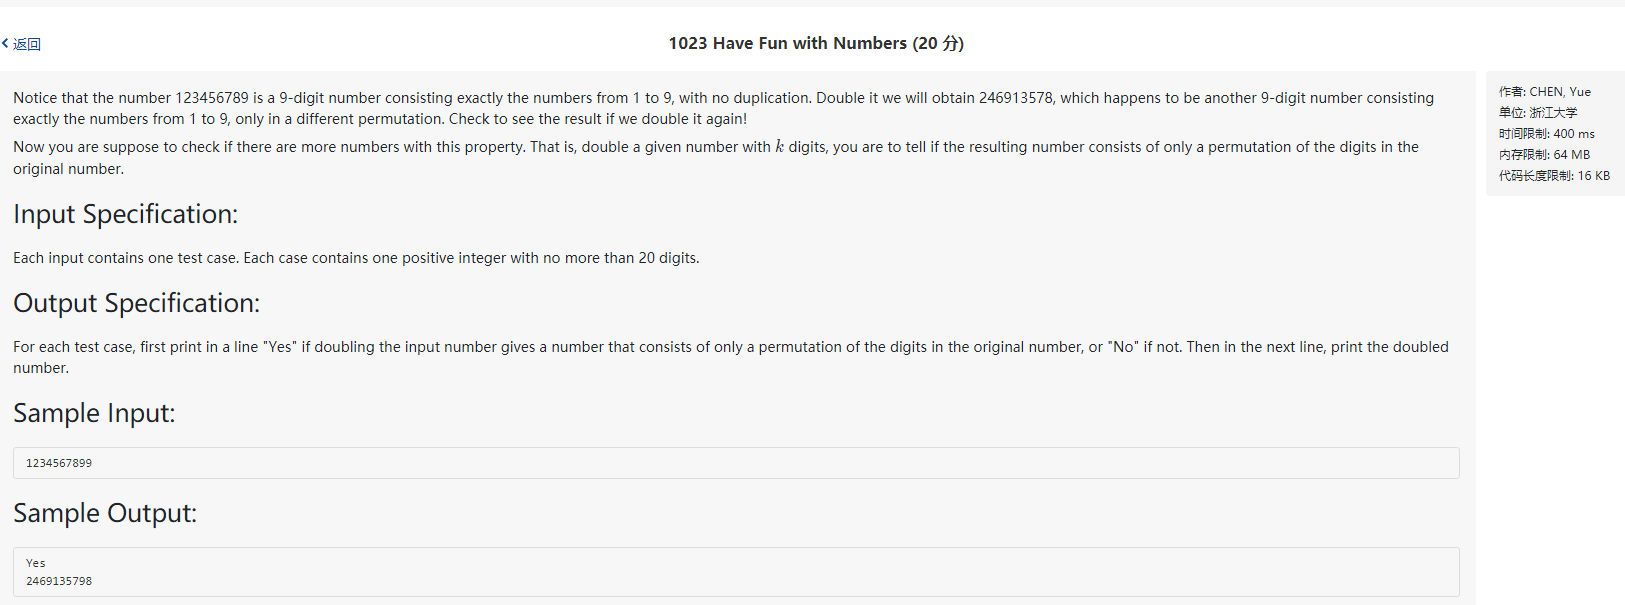 返回
1023 Have Fun with Numbers (20 分)
Notice that the number 123456789 is a 9-digit number consisting exactly the numbers from 1 to 9, with no duplication. Double it we will obtain 246913578, which happens to be another 9-digit number consisting
exactly the numbers from 1 to 9, only in a different permutation. Check to see the result if we double it again!
Now you are suppose to check if there are more numbers with this property. That is, double a given number with k digits, you are to tell if the resulting number consists of only a permutation of the digits in the
original number.
Input Specification:
Each input contains one test case. Each case contains one positive integer with no more than 20 digits.
Output Specification:
For each test case, first print in a line "Yes" if doubling the input number gives a number that consists of only a permutation of the digits in the original number, or "No" if not. Then in the next line, print the doubled
number.
Sample Input:
1234567899
Sample Output:
Yes
2469135798
作者: CHEN, Yue
单位: 浙江大学
时间限制: 400 ms
内存限制: 64 MB
代码长度限制: 16 KB